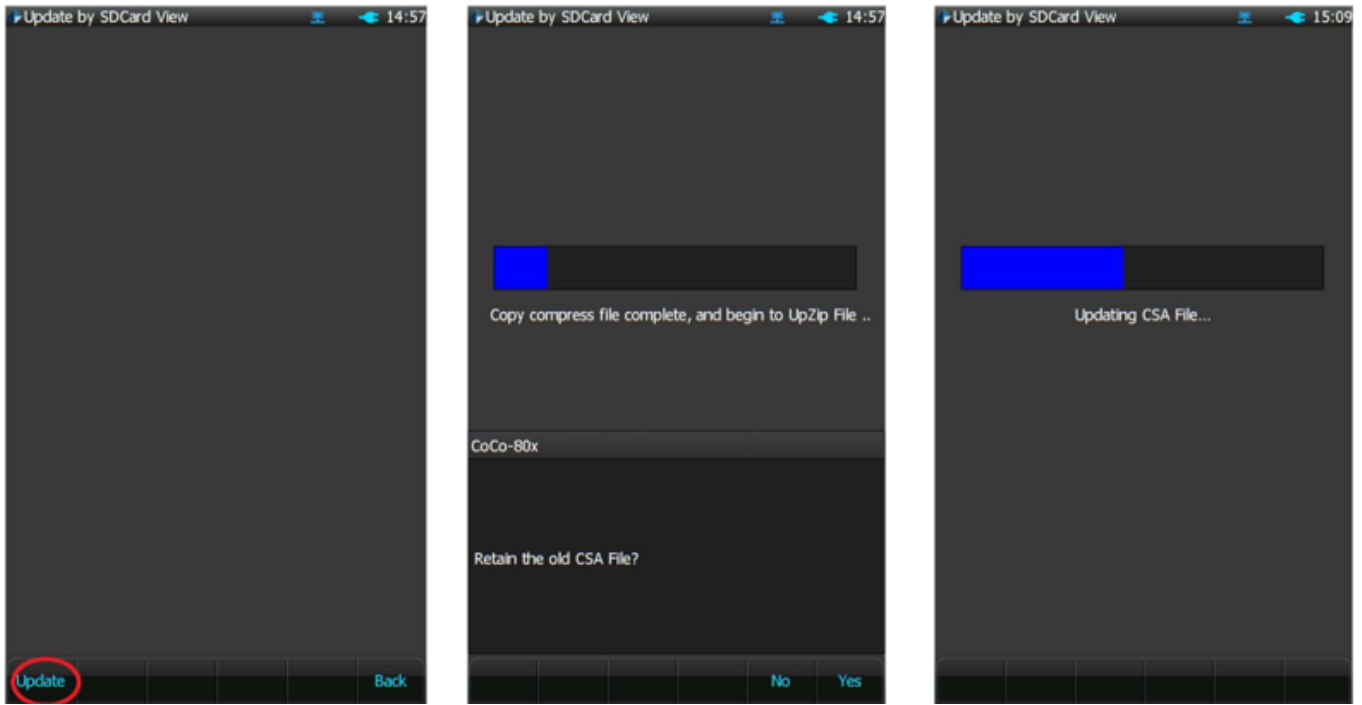 Update by SDCard View 14:57
Update Back
Update by SDCard View 14:57
Copy compress file complete, and begin to UpZip File ..
CoCo-80x
Retain the old CSA File?
No Yes
Update by SDCard View 15:09
Updating CSA File...